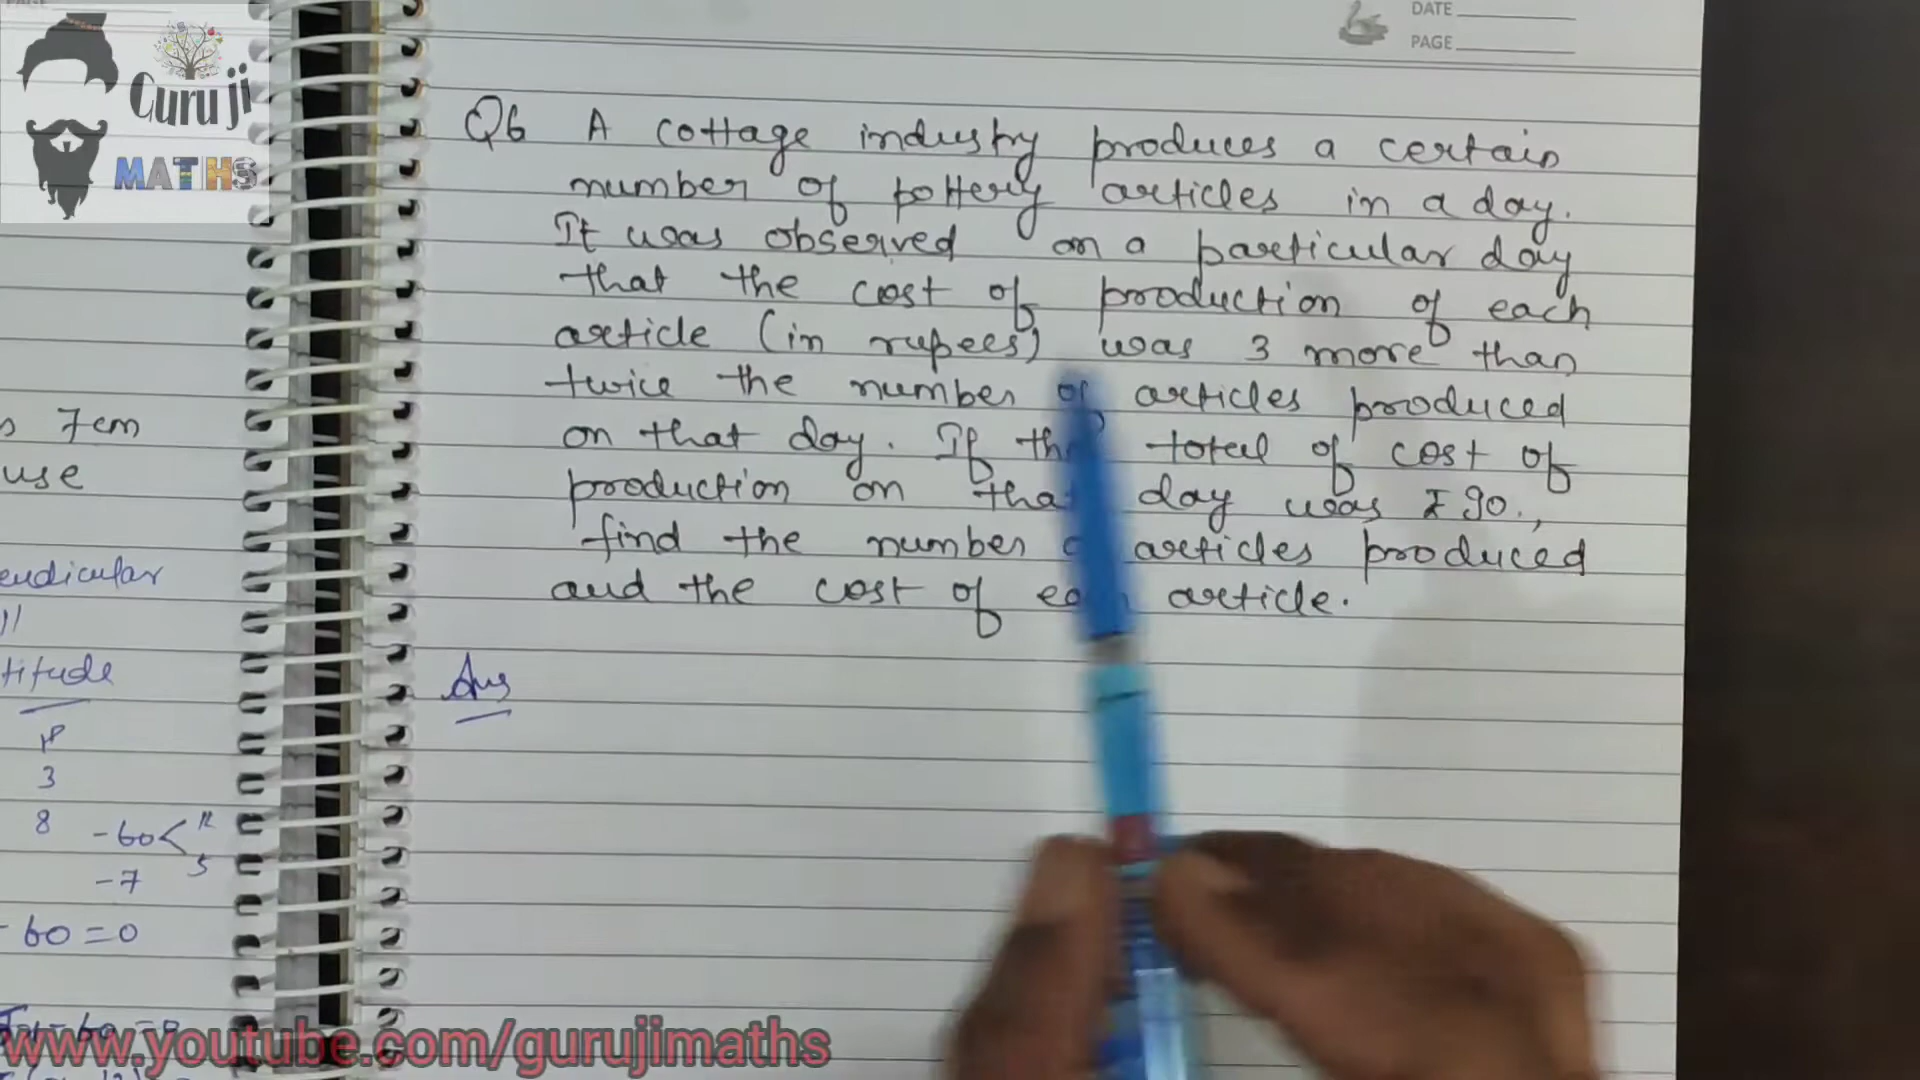 DATE
PAGE
Guruji
MATHS
Q6 A cottage industry produces a certain
number of pottery articles in a day.
It was observed on a particular day
that the cost of production of each
article (in rupees) was 3 more than
twice the number of articles produced
on that day. If the total of cost of
production on that day was ₹90.,
find the number articles produced
and the cost of each article.
Ans
7cm
use
endicular
titude
3
8 -60< 12
5
-7
-60=0
www.youtube.com/gurujimaths